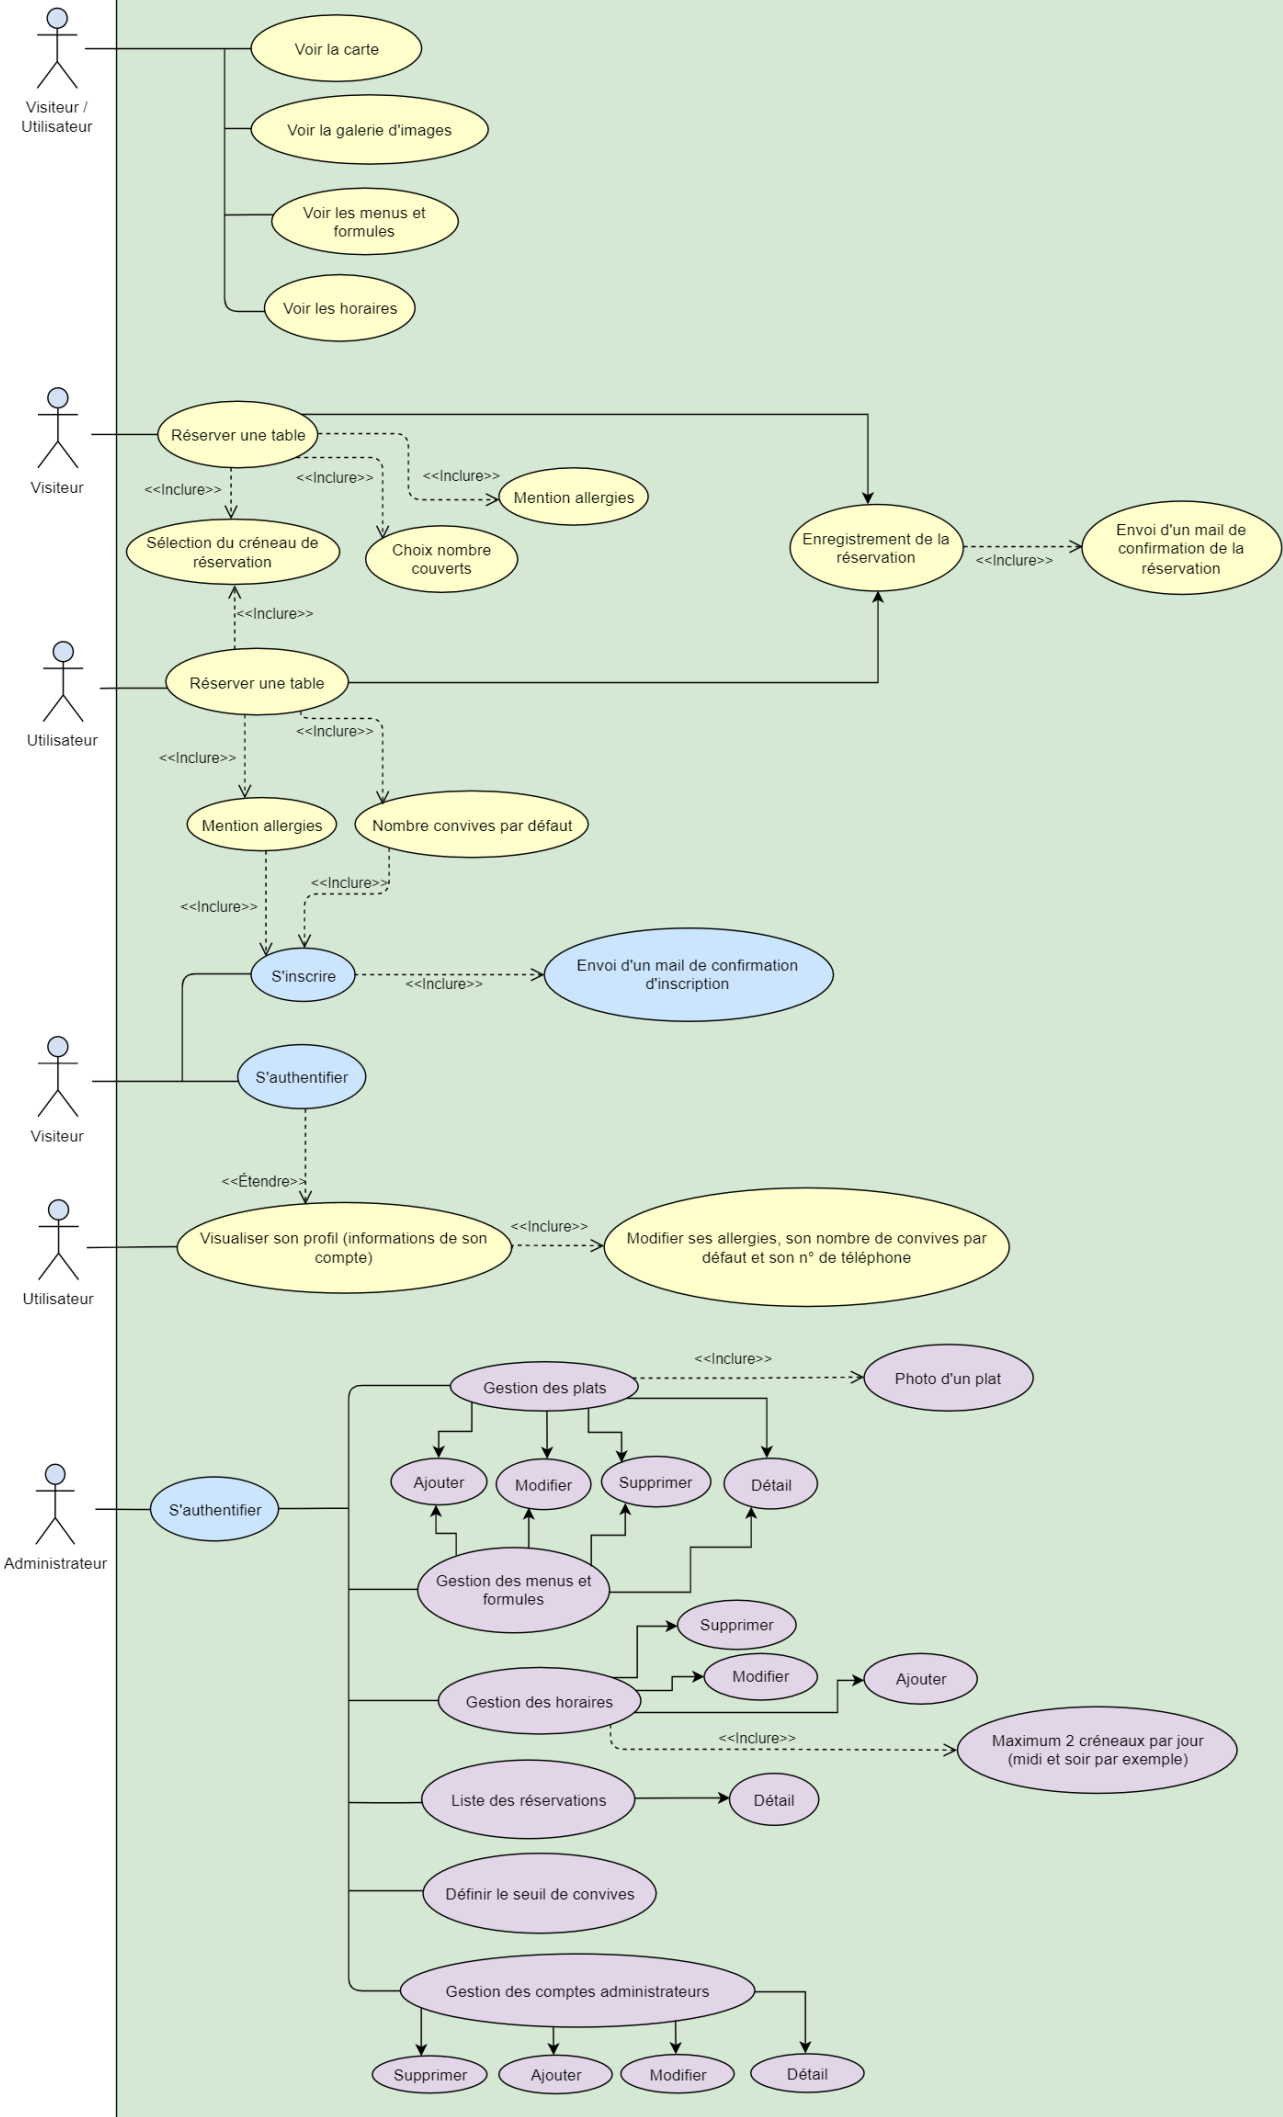 Visiteur /
Utilisateur
Voir la carte
Voir la galerie d'images
Voir les menus et
formules
Voir les horaires
Visiteur
Réserver une table
<<Inclure>>
<<Inclure>>
<<Inclure>>
Mention allergies
Sélection du créneau de
réservation
Choix nombre
couverts
Enregistrement de la
réservation
<<Inclure>>
Envoi d'un mail de
confirmation de la
réservation
<<Inclure>>
Utilisateur
Réserver une table
<<Inclure>>
<<Inclure>>
Mention allergies
Nombre convives par défaut
<<Inclure>>
<<Inclure>>
S'inscrire
<<Inclure>>
Envoi d'un mail de confirmation
d'inscription
Visiteur
S'authentifier
<<Étendre>>
Utilisateur
Visualiser son profil (informations de son
compte)
<<Inclure>>
Modifier ses allergies, son nombre de convives par
défaut et son n° de téléphone
Administrateur
S'authentifier
Gestion des plats
<<Inclure>>
Photo d'un plat
Ajouter
Modifier
Supprimer
Détail
Gestion des menus et
formules
Supprimer
Modifier
Ajouter
Gestion des horaires
<<Inclure>>
Maximum 2 créneaux par jour
(midi et soir par exemple)
Liste des réservations
Détail
Définir le seuil de convives
Gestion des comptes administrateurs
Supprimer
Ajouter
Modifier
Détail